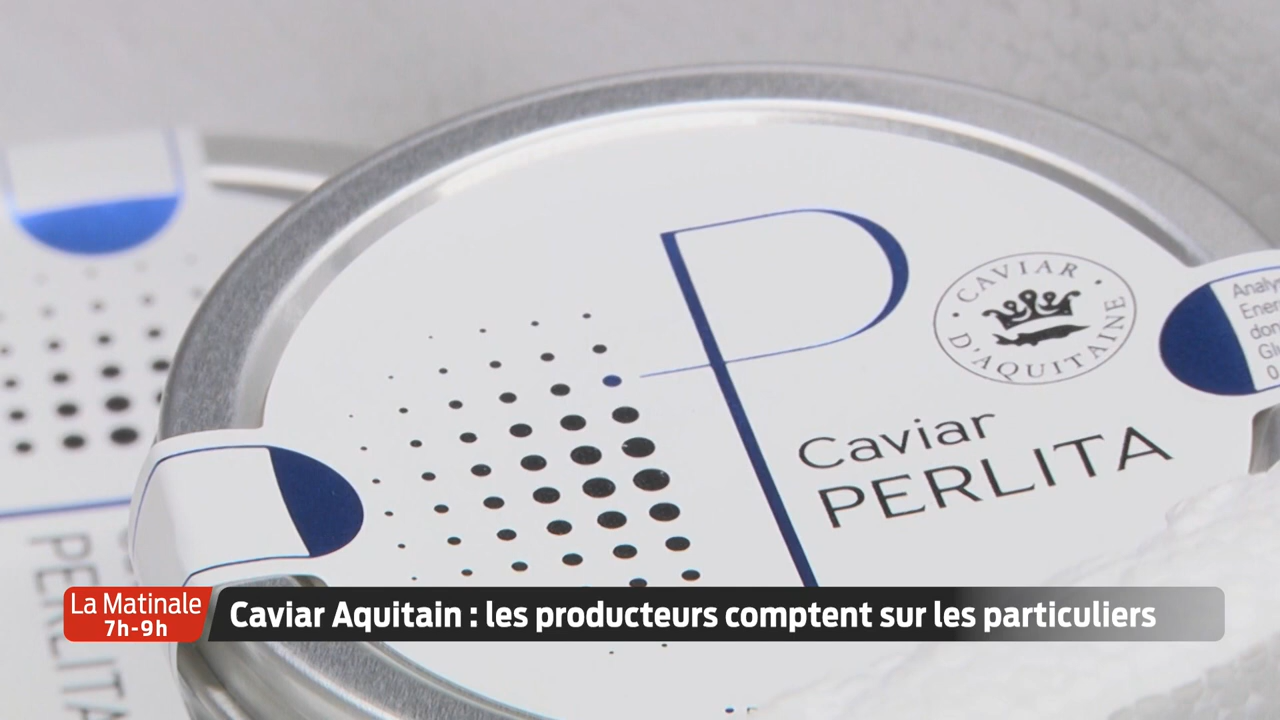 P
CAVIAR
D'AQUITAINE
Caviar
PERLITA
PERLITA
La Matinale
7h-9h
Caviar Aquitain : les producteurs comptent sur les particuliers